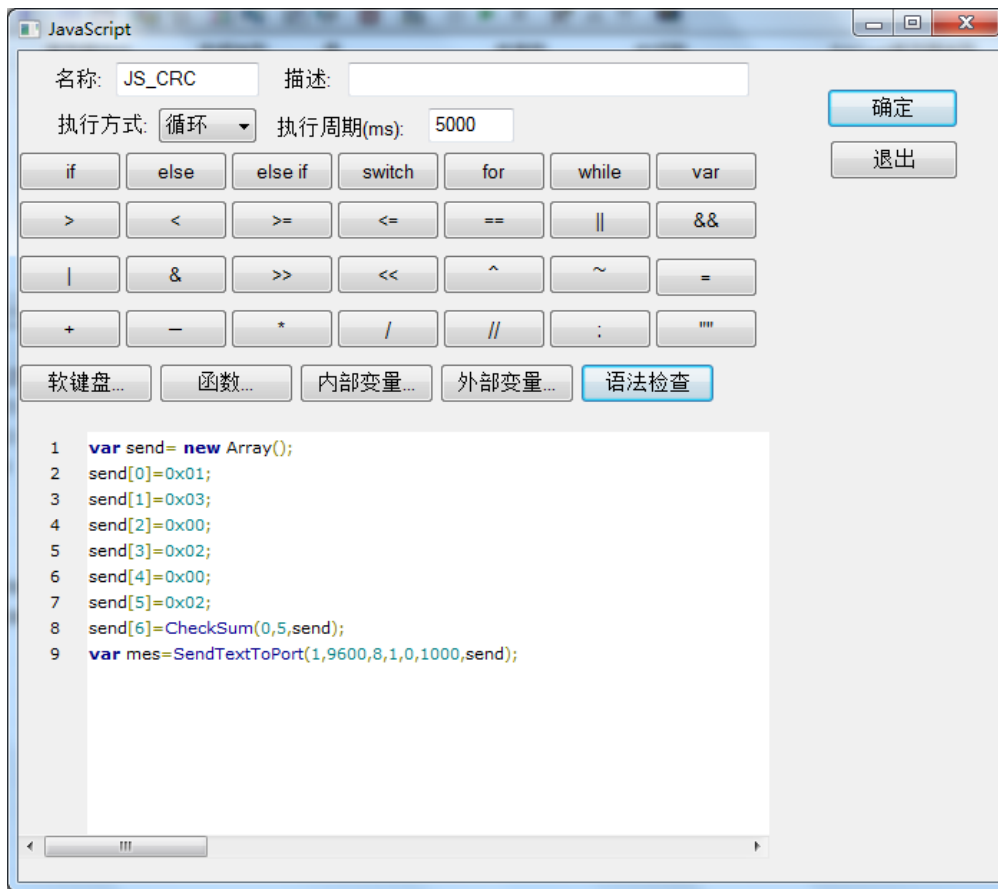 JavaScript
名称: JS_CRC 描述:
执行方式: 循环 执行周期(ms): 5000
确定
退出
if else else if switch for while var
> < >= <= == || &&
| & >> << ^ ~ =
+ — * / // ; ""
软键盘... 函数... 内部变量... 外部变量... 语法检查
1 var send= new Array();
2 send[0]=0x01;
3 send[1]=0x03;
4 send[2]=0x00;
5 send[3]=0x02;
6 send[4]=0x00;
7 send[5]=0x02;
8 send[6]=CheckSum(0,5,send);
9 var mes=SendTextToPort(1,9600,8,1,0,1000,send);